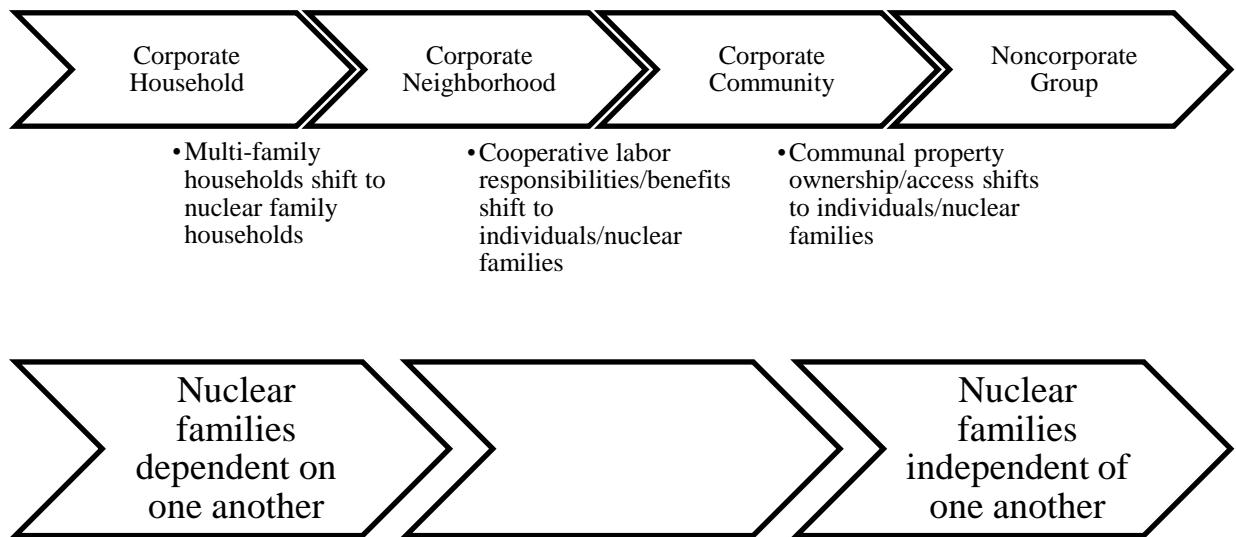 Corporate
Household
Corporate
Neighborhood
Corporate
Community
Noncorporate
Group
•Multi-family
households shift to
nuclear family
households
•Cooperative labor
responsibilities/benefits
shift to
individuals/nuclear
families
•Communal property
ownership/access shifts
to individuals/nuclear
families
Nuclear
families
dependent on
one another
Nuclear
families
independent of
one another